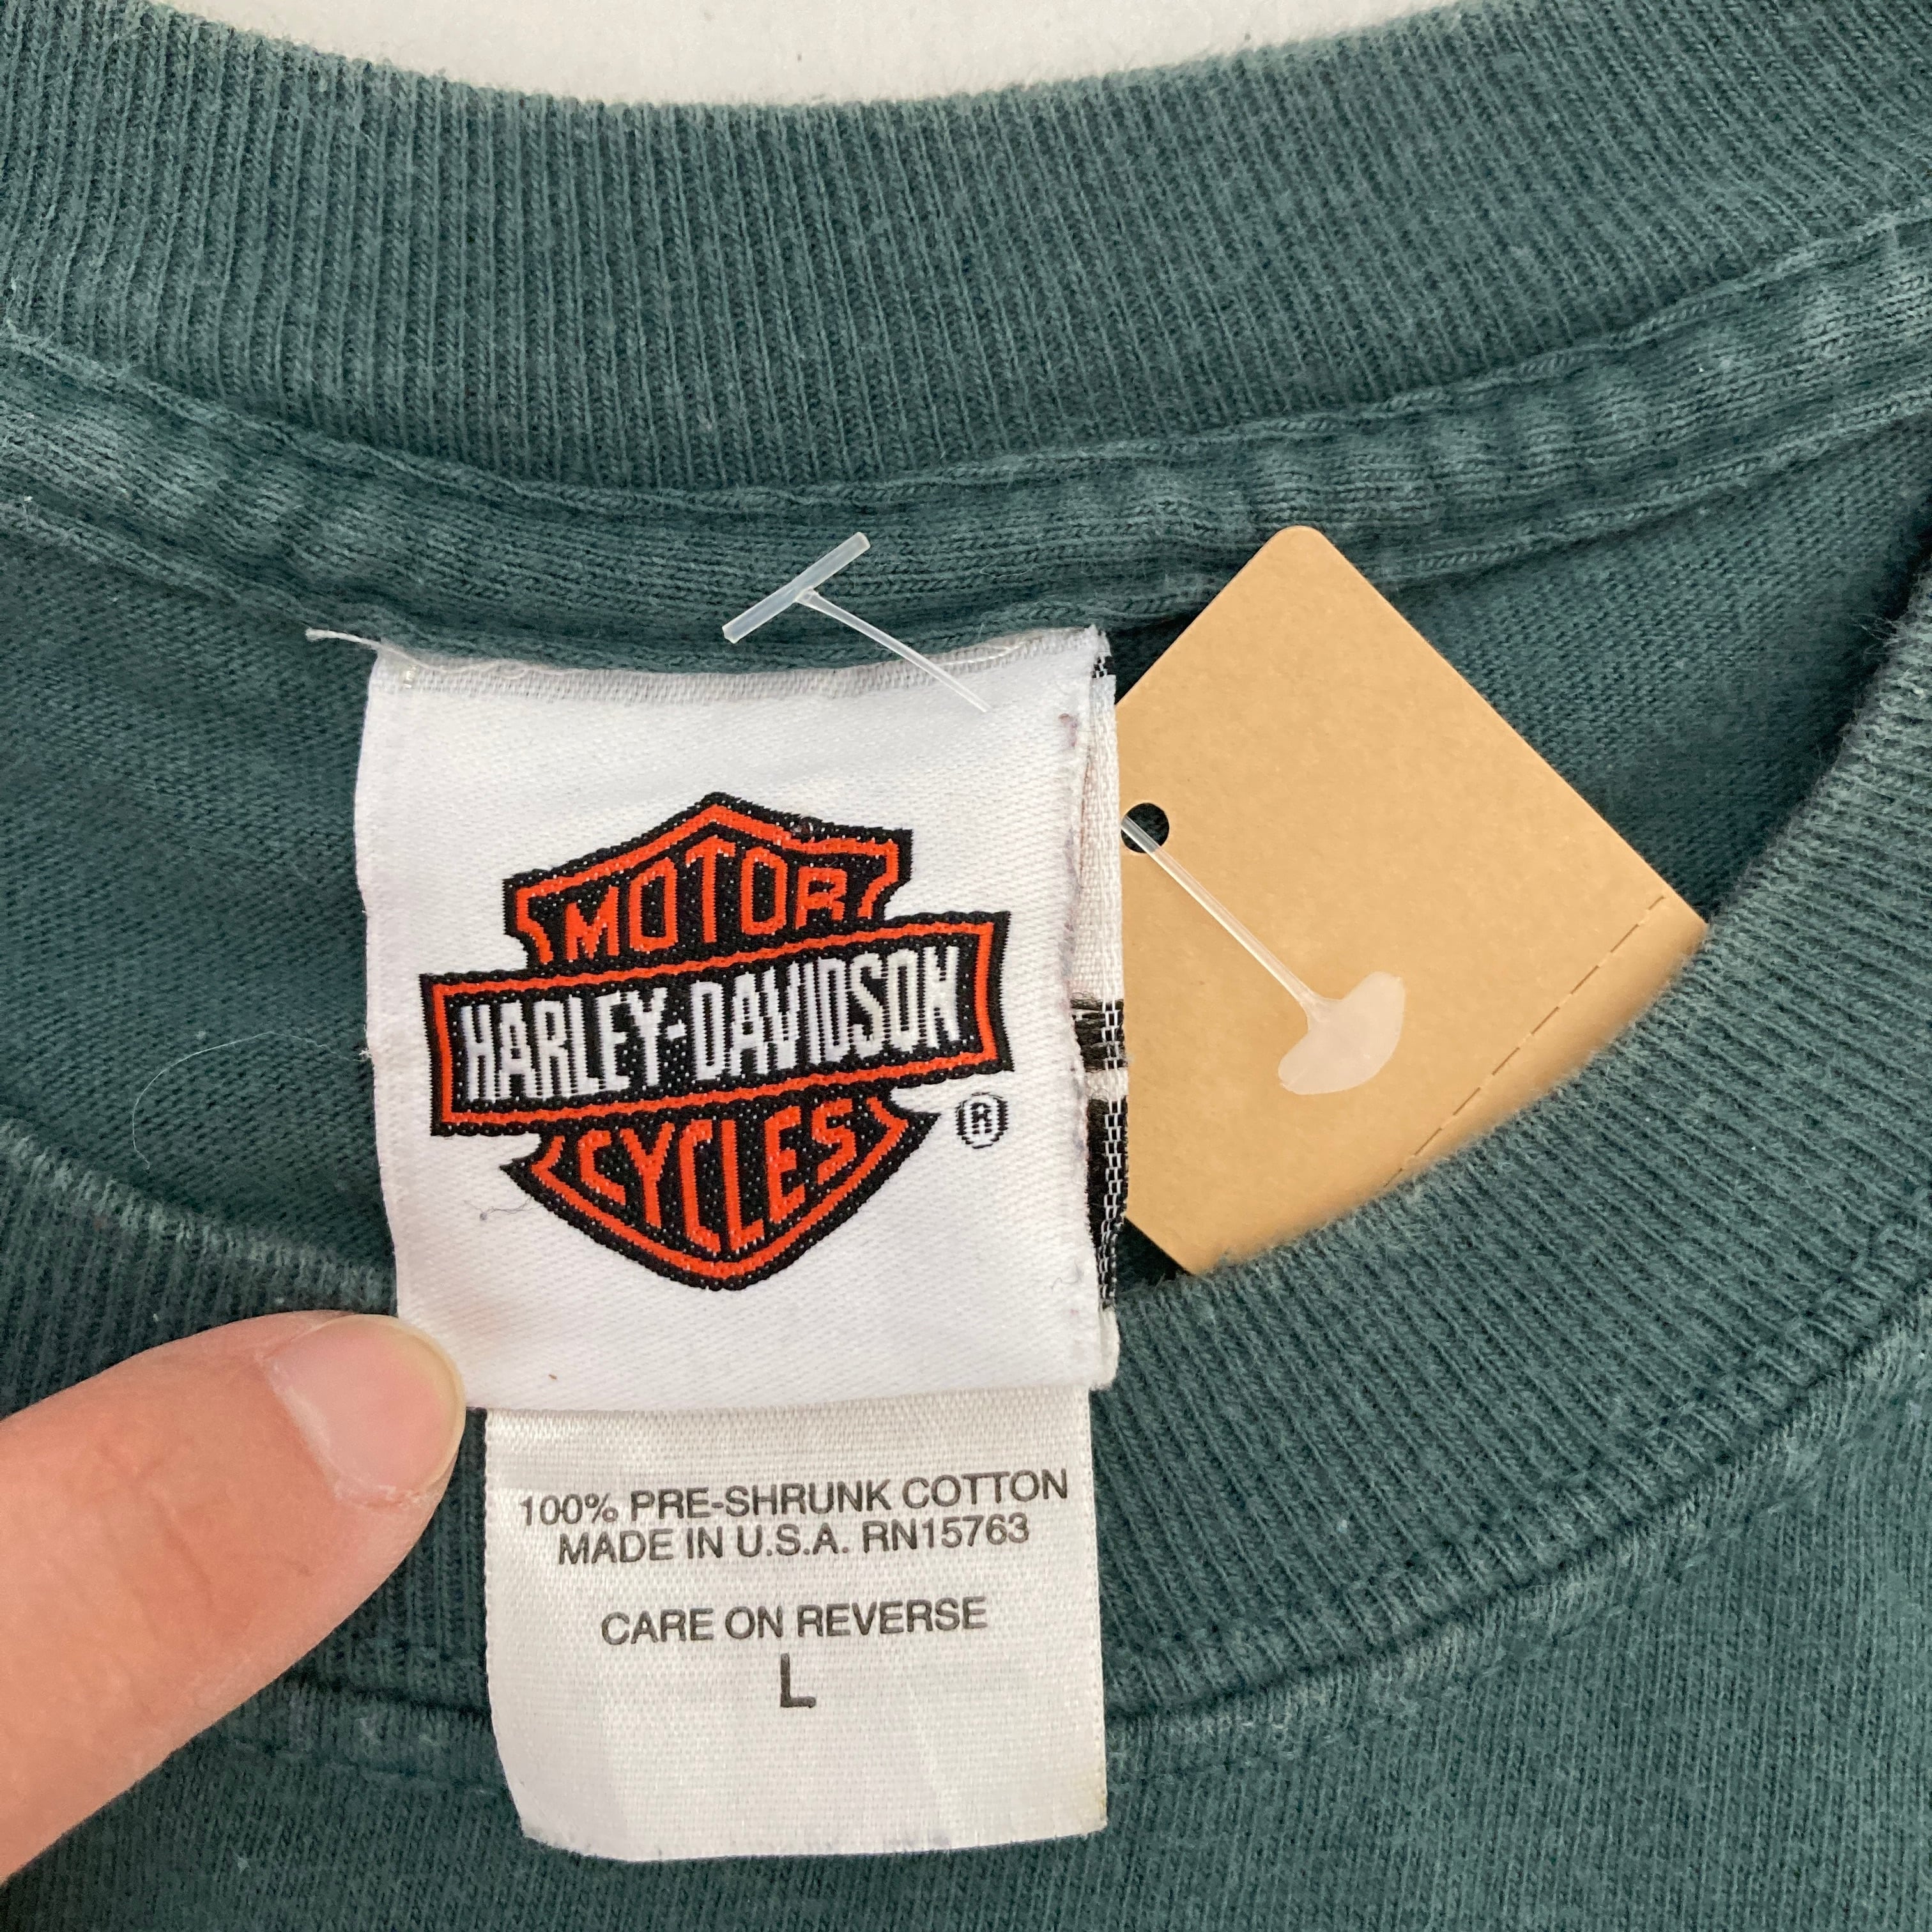 MOTOR
HARLEY-DAVIDSON
CYCLES
®
100% PRE-SHRUNK COTTON
MADE IN U.S.A. RN15763
CARE ON REVERSE
L